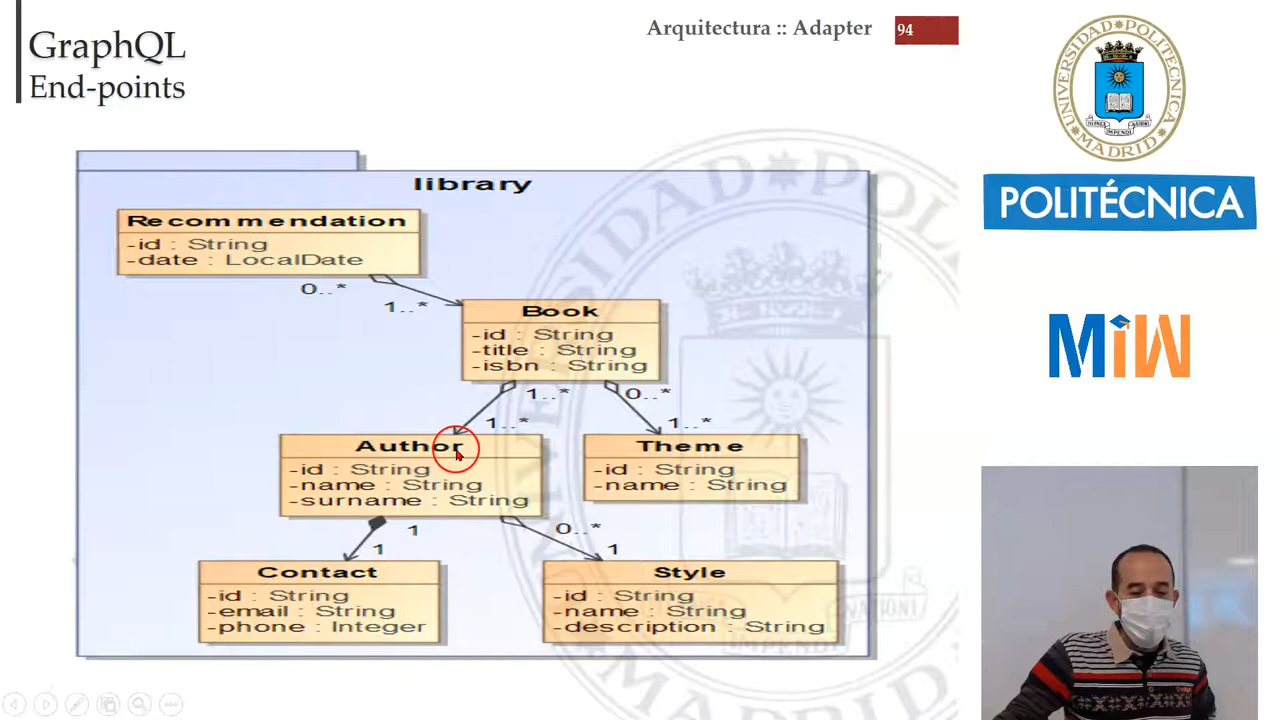 GraphQL
End-points
Arquitectura :: Adapter
94
UNIVERSIDAD POLITÉCNICA
MADRID
POLITÉCNICA
MiW
library
Recommendation
-id : String
-date : LocalDate
0..*
1..*
Book
-id : String
-title : String
-isbn : String
1..*
0..*
1..*
1..*
Author
-id : String
-name : String
-surname : String
Theme
-id : String
-name : String
1
0..*
1
1
Contact
-id : String
-email : String
-phone : Integer
Style
-id : String
-name : String
-description : String